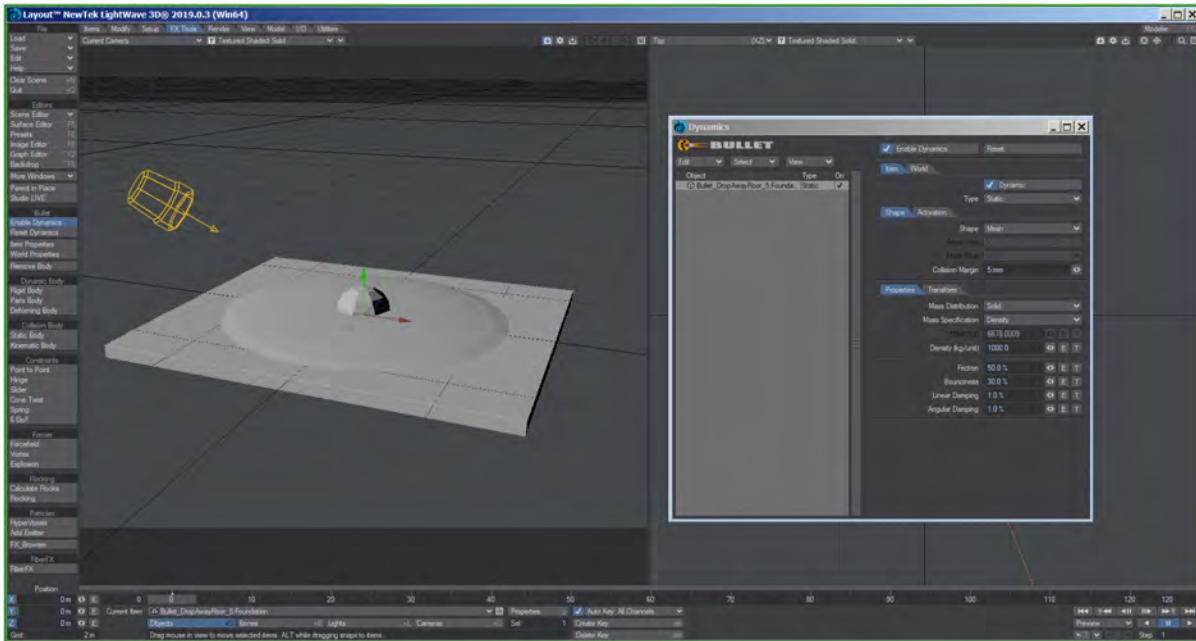 Layout™ NewTek LightWave 3D® 2019.0.3 (Win64)
File
Items Modify Setup FX Tools Render View Model I/O Utilities
Modeler
Load
Save
Edit
Help
Clear Scene
Quit
Current Camera
Textured Shaded Solid
Top
(XZ)
Textured Shaded Solid
Editors
Scene Editor
Surface Editor F5
Presets F8
Image Editor F6
Graph Editor
Backdrop
More Windows
Parent in Place
Studio LIVE
Bullet
Enable Dynamics
Reset Dynamics
Item Properties
World Properties
Remove Body
Dynamic Body
Rigid Body
Parts Body
Deforming Body
Collision Body
Static Body
Kinematic Body
Constraints
Point to Point
Hinge
Slider
Cone Twist
Spring
6 DoF
Forces
Forcefield
Vortex
Explosion
Flocking
Calculate Flocks
Flocking
Particles
HyperVoxels
Add Emitter
FX_Browser
FiberFX
FiberFX
Dynamics
BULLET
Edit Select View
Object Type On
Bullet_DropAwayFloor_5:Founda... Static
Enable Dynamics Reset
Item World
Dynamic
Type Static
Shape Activation
Shape Mesh
Collision Margin 5 mm
Properties Transform
Mass Distribution Solid
Mass Specification Density
6678.0009
Density (kg/unit) 1000.0 E T
Friction 50.0 % E T
Bounciness 30.0 % E T
Linear Damping 1.0 % E T
Angular Damping 1.0 % E T
Position
X 0 m E 0 0 10 20 30 40 50 60 70 80 90 100 110 120 120
Y 0 m E Current Item Bullet_DropAwayFloor_5:Foundation Properties Auto Key: All Channels
Z 0 m E Objects Bones Lights Cameras Sel: 1 Create Key Preview
Grid: 2 m Drag mouse in view to move selected items. ALT while dragging snaps to items. Delete Key Step 1